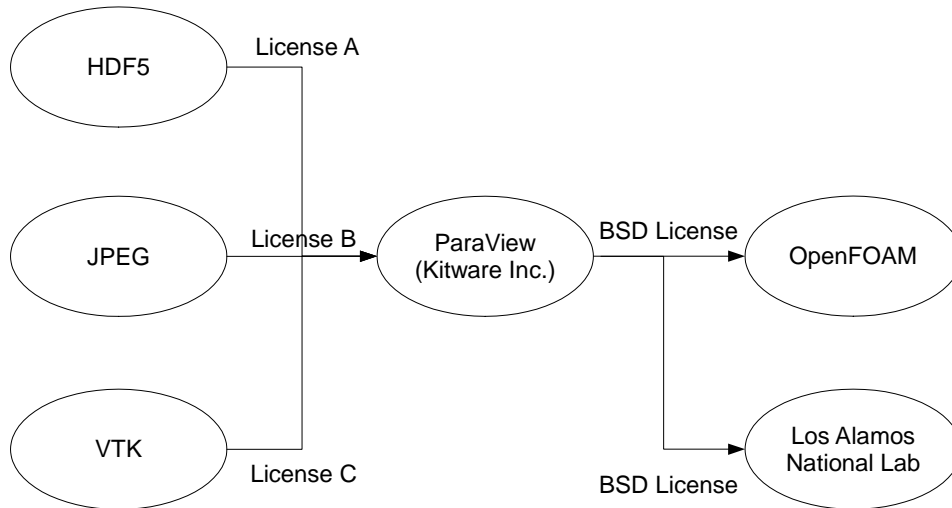 License A
HDF5
License B
JPEG
ParaView
(Kitware Inc.)
BSD License
OpenFOAM
VTK
License C
Los Alamos
National Lab
BSD License